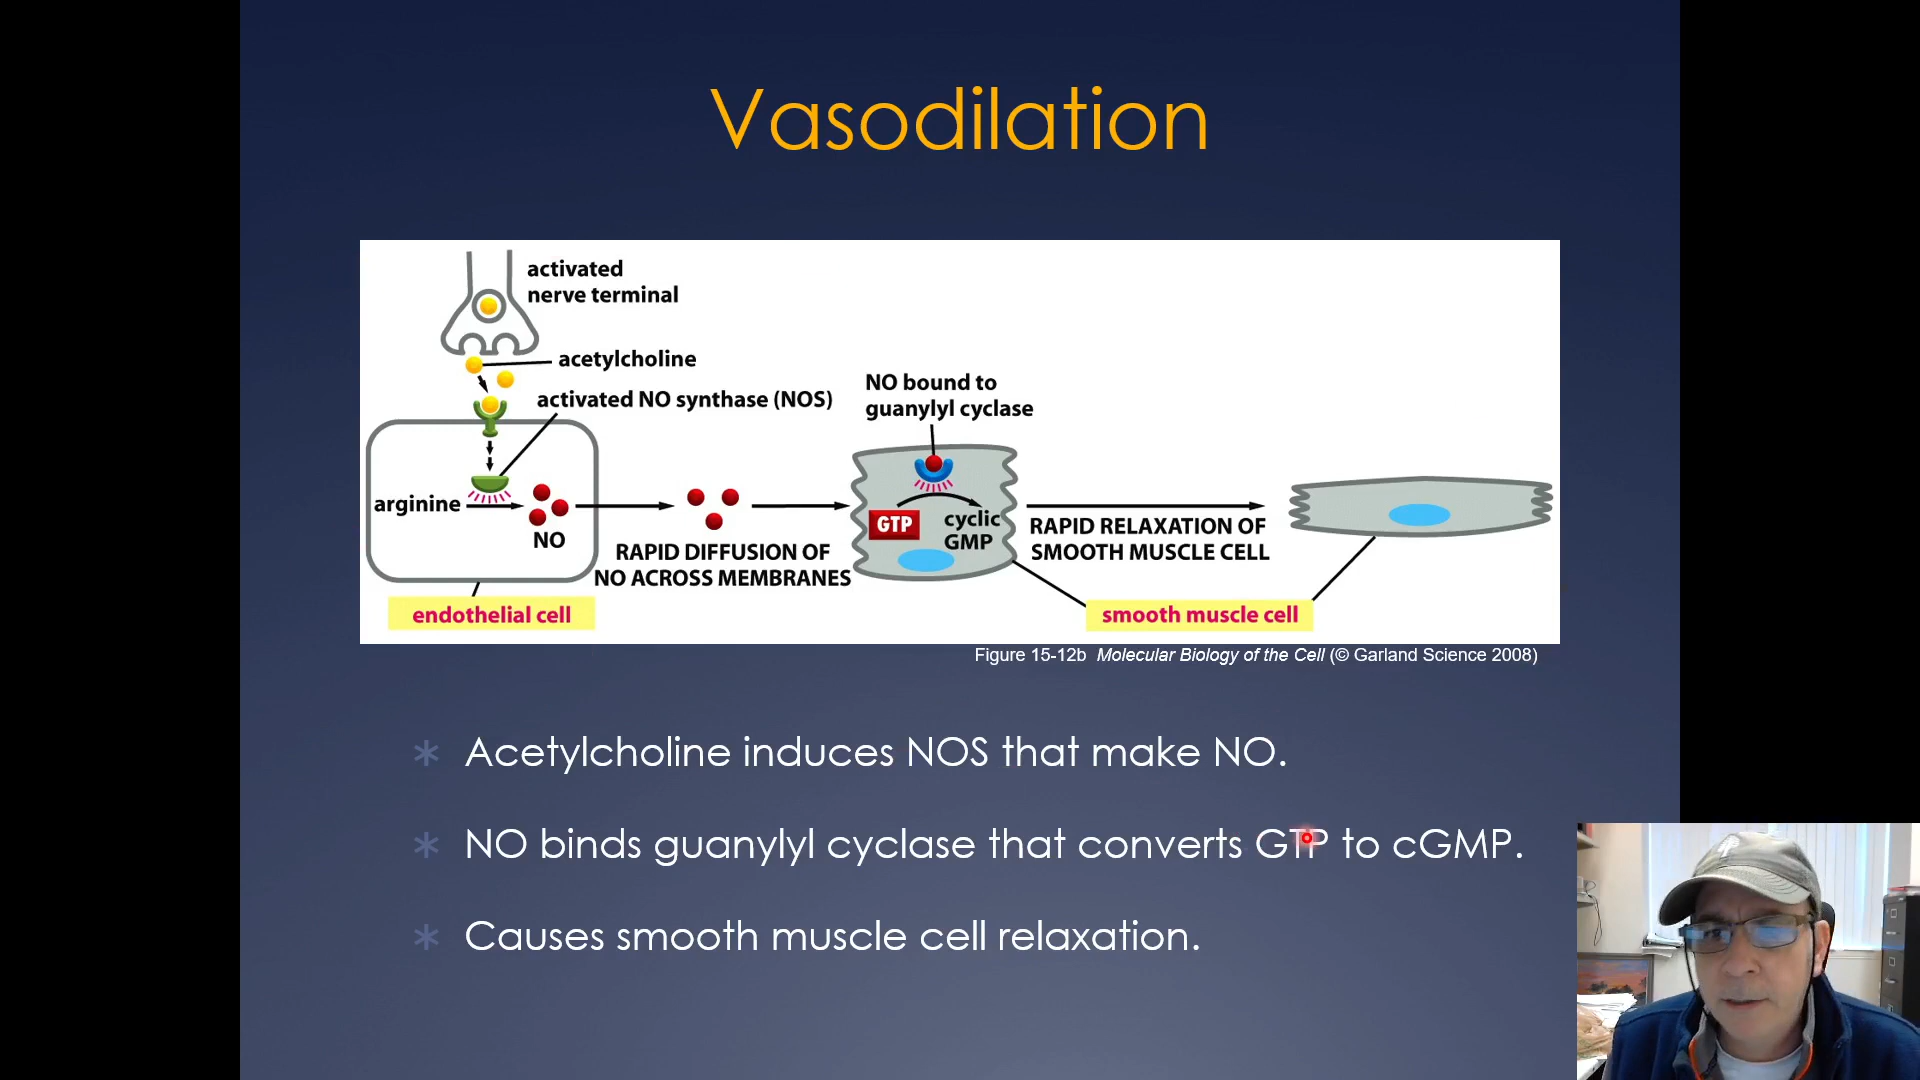 Vasodilation
activated
nerve terminal
acetylcholine
activated NO synthase (NOS)
NO bound to
guanylyl cyclase
arginine
NO
RAPID DIFFUSION OF
NO ACROSS MEMBRANES
GTP
cyclic
GMP
RAPID RELAXATION OF
SMOOTH MUSCLE CELL
endothelial cell
smooth muscle cell
Figure 15-12b Molecular Biology of the Cell (© Garland Science 2008)
Acetylcholine induces NOS that make NO.
NO binds guanylyl cyclase that converts GTP to cGMP.
Causes smooth muscle cell relaxation.